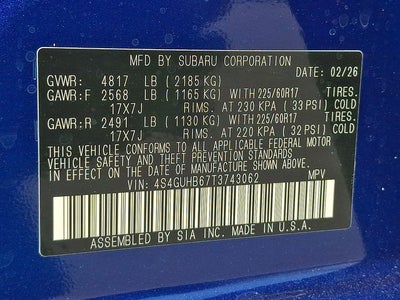 MFD BY SUBARU CORPORATION 02/26
GVWR: 4817 LB (2185 KG)
GAWR:F 2568 LB (1165 KG) WITH 225/60R17 TIRES.
17X7J RIMS. AT 230 KPA (33 PSI) COLD
GAWR:R 2491 LB (1130 KG) WITH 225/60R17 TIRES.
17X7J RIMS. AT 220 KPA (32 PSI) COLD
THIS VEHICLE CONFORMS TO ALL APPLICABLE FEDERAL MOTOR
VEHICLE SAFETY, BUMPER, AND THEFT PREVENTION STANDARDS
IN EFFECT ON THE DATE OF MANUFACTURE SHOWN ABOVE.
VIN: 4S4GUHB67T3743062 MPV
ASSEMBLED BY SIA INC. MADE IN U.S.A.